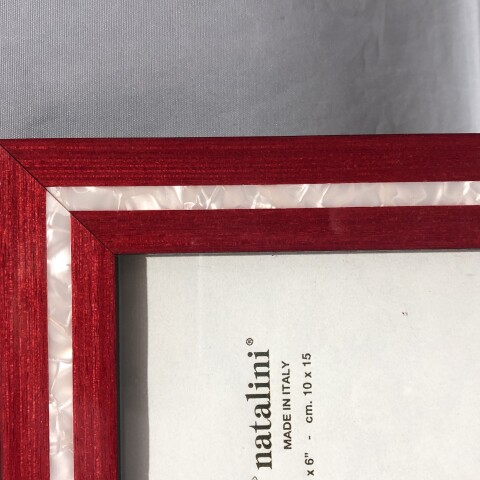 natalini®
MADE IN ITALY
x 6" - cm. 10 x 15